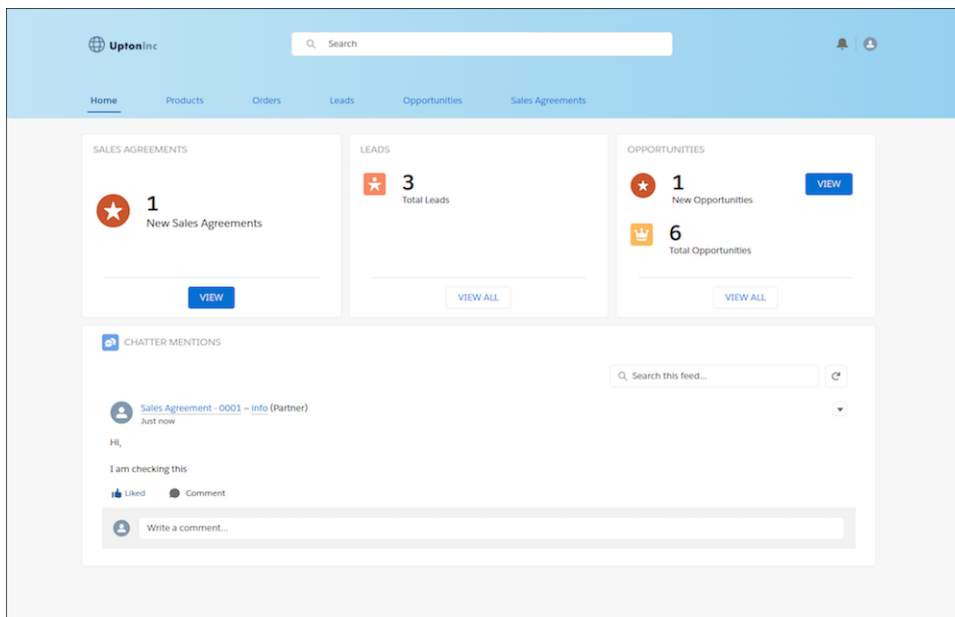 UptonInc
Search
Home Products Orders Leads Opportunities Sales Agreements
SALES AGREEMENTS
1
New Sales Agreements
VIEW
LEADS
3
Total Leads
VIEW ALL
OPPORTUNITIES
1
New Opportunities
VIEW
6
Total Opportunities
VIEW ALL
CHATTER MENTIONS
Search this feed...
Sales Agreement - 0001 – info (Partner)
Just now
Hi,
I am checking this
Liked Comment
Write a comment...